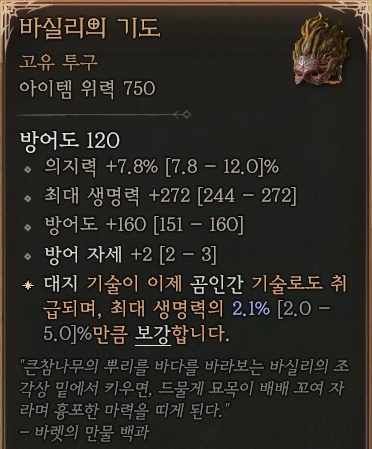 바실리의 기도
고유 투구
아이템 위력 750
방어도 120
의지력 +7.8% [7.8 – 12.0]%
최대 생명력 +272 [244 – 272]
방어도 +160 [151 – 160]
방어 자세 +2 [2 – 3]
대지 기술이 이제 곰인간 기술로도 취
급되며, 최대 생명력의 2.1% [2.0 –
5.0]%만큼 보강합니다.
"큰참나무의 뿌리를 바다를 바라보는 바실리의 조
각상 밑에서 키우면, 드물게 묘목이 배배 꼬여 자
라며 흉포한 마력을 띠게 된다."
– 바렛의 만물 백과